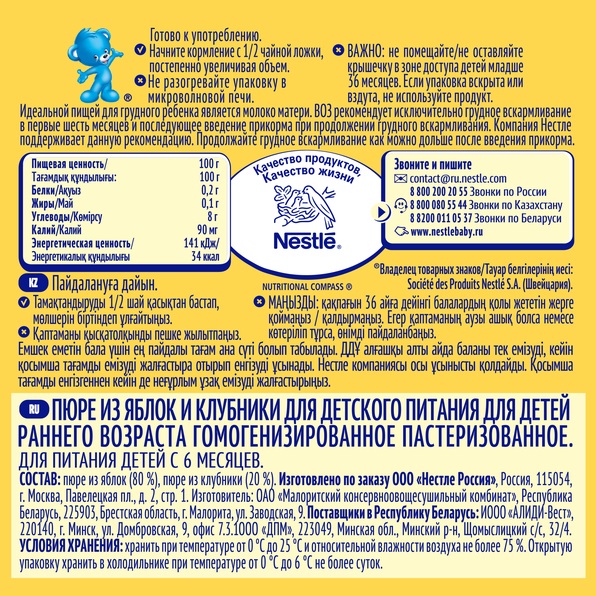 Готово к употреблению.
Начните кормление с 1/2 чайной ложки,
постепенно увеличивая объем.
Не разогревайте упаковку в
микроволновой печи.
ВАЖНО: не помещайте/не оставляйте
крышечку в зоне доступа детей младше
36 месяцев. Если упаковка вскрыта или
вздута, не используйте продукт.
®
Идеальной пищей для грудного ребенка является молоко матери. ВОЗ рекомендует исключительно грудное вскармливание
в первые шесть месяцев и последующее введение прикорма при продолжении грудного вскармливания. Компания Нестле
поддерживает данную рекомендацию. Продолжайте грудное вскармливание как можно дольше после введения прикорма.
Пищевая ценность/ 100 г
Тағамдық құндылығы: 100 г
Белки/Ақуыз 0,2 г
Жиры/Май 0,1 г
Углеводы/Көмірсу 8 г
Калий/Калий 90 мг
Энергетическая ценность/ 141 кДж/
Энергетикалық құндылығы 34 ккал
Качество продуктов,
Качество жизни
Nestlé®
NUTRITIONAL COMPASS ®
Звоните и пишите
contact@ru.nestle.com
8 800 200 20 55 Звонки по России
8 800 080 55 44 Звонки по Казахстану
8 8200 011 05 37 Звонки по Беларуси
www.nestlebaby.ru
®Владелец товарных знаков/Тауар белгілерінің иесі:
Société des Produits Nestlé S.A. (Швейцария).
KZ Пайдалануға дайын.
Тамақтандыруды 1/2 шай қасықтан бастап,
мөлшерін біртіндеп ұлғайтыңыз.
Қаптаманы қысқатолқынды пешке жылытпаңыз.
МАҢЫЗДЫ: қақпағын 36 айға дейінгі балалардың қолы жететін жерге
қоймаңыз / қалдырмаңыз. Егер қаптаманың аузы ашық болса немесе
көтеріліп тұрса, өнімді пайдаланбаңыз.
Емшек еметін бала үшін ең пайдалы тағам ана сүті болып табылады. ДДҰ алғашқы алты айда баланы тек емізуді, кейін
қосымша тағамды емізуді жалғастыра отырып енгізуді ұсынады. Нестле компаниясы осы ұсынысты қолдайды. Қосымша
тағамды енгізгеннен кейін де неғұрлым ұзақ емізуді жалғастырыңыз.
RU ПЮРЕ ИЗ ЯБЛОК И КЛУБНИКИ ДЛЯ ДЕТСКОГО ПИТАНИЯ ДЛЯ ДЕТЕЙ
РАННЕГО ВОЗРАСТА ГОМОГЕНИЗИРОВАННОЕ ПАСТЕРИЗОВАННОЕ.
ДЛЯ ПИТАНИЯ ДЕТЕЙ С 6 МЕСЯЦЕВ.
СОСТАВ: пюре из яблок (80 %), пюре из клубники (20 %). Изготовлено по заказу ООО «Нестле Россия», Россия, 115054,
г. Москва, Павелецкая пл., д. 2, стр. 1. Изготовитель: ОАО «Малоритский консервноовощесушильный комбинат», Республика
Беларусь, 225903, Брестская область, г. Малорита, ул. Заводская, 9. Поставщики в Республику Беларусь: ИООО «АЛИДИ-Вест»,
220140, г. Минск, ул. Домбровская, 9, офис 7.3.1000 «ДПМ», 223049, Минская обл., Минский р-н, Щомыслицкий с/с, 32/4.
УСЛОВИЯ ХРАНЕНИЯ: хранить при температуре от 0 °С до 25 °С и относительной влажности воздуха не более 75 %. Открытую
упаковку хранить в холодильнике при температуре от 0 °С до 6 °С не более суток.